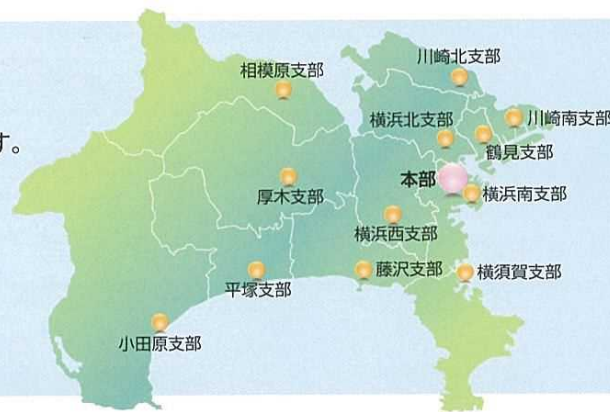 川崎北支部
相模原支部
横浜北支部
川崎南支部
す。
鶴見支部
本部
横浜南支部
厚木支部
横浜西支部
藤沢支部
横須賀支部
平塚支部
小田原支部